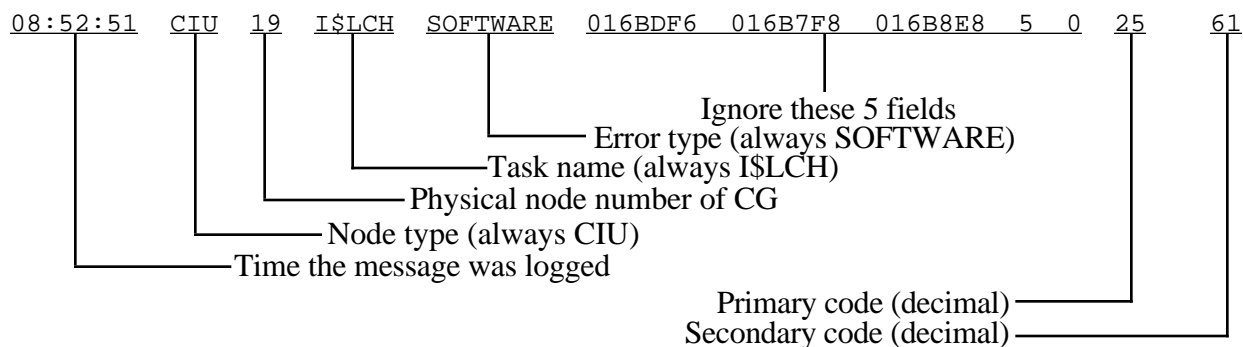 08:52:51 CIU 19 I$LCH SOFTWARE 016BDF6 016B7F8 016B8E8 5 0 25 61
Ignore these 5 fields
Error type (always SOFTWARE)
Task name (always I$LCH)
Physical node number of CG
Node type (always CIU)
Time the message was logged
Primary code (decimal)
Secondary code (decimal)